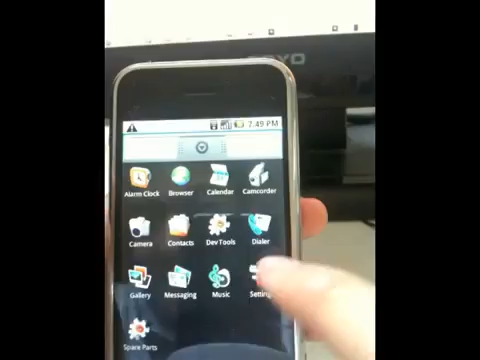 7:49 PM
Alarm Clock Browser Calendar Camcorder
Camera Contacts Dev Tools Dialer
Gallery Messaging Music Setting
Spare Parts